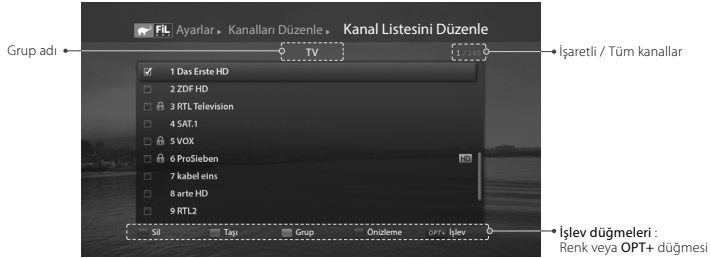 FiL Ayarlar ▸ Kanalları Düzenle ▸ Kanal Listesini Düzenle
Grup adı
TV
1 / 248
İşaretli / Tüm kanallar
1 Das Erste HD
2 ZDF HD
3 RTL Television
4 SAT.1
5 VOX
6 ProSieben HD
7 kabel eins
8 arte HD
9 RTL2
Sil Taşı Grup Önizleme OPT+ İşlev
İşlev düğmeleri :
Renk veya OPT+ düğmesi